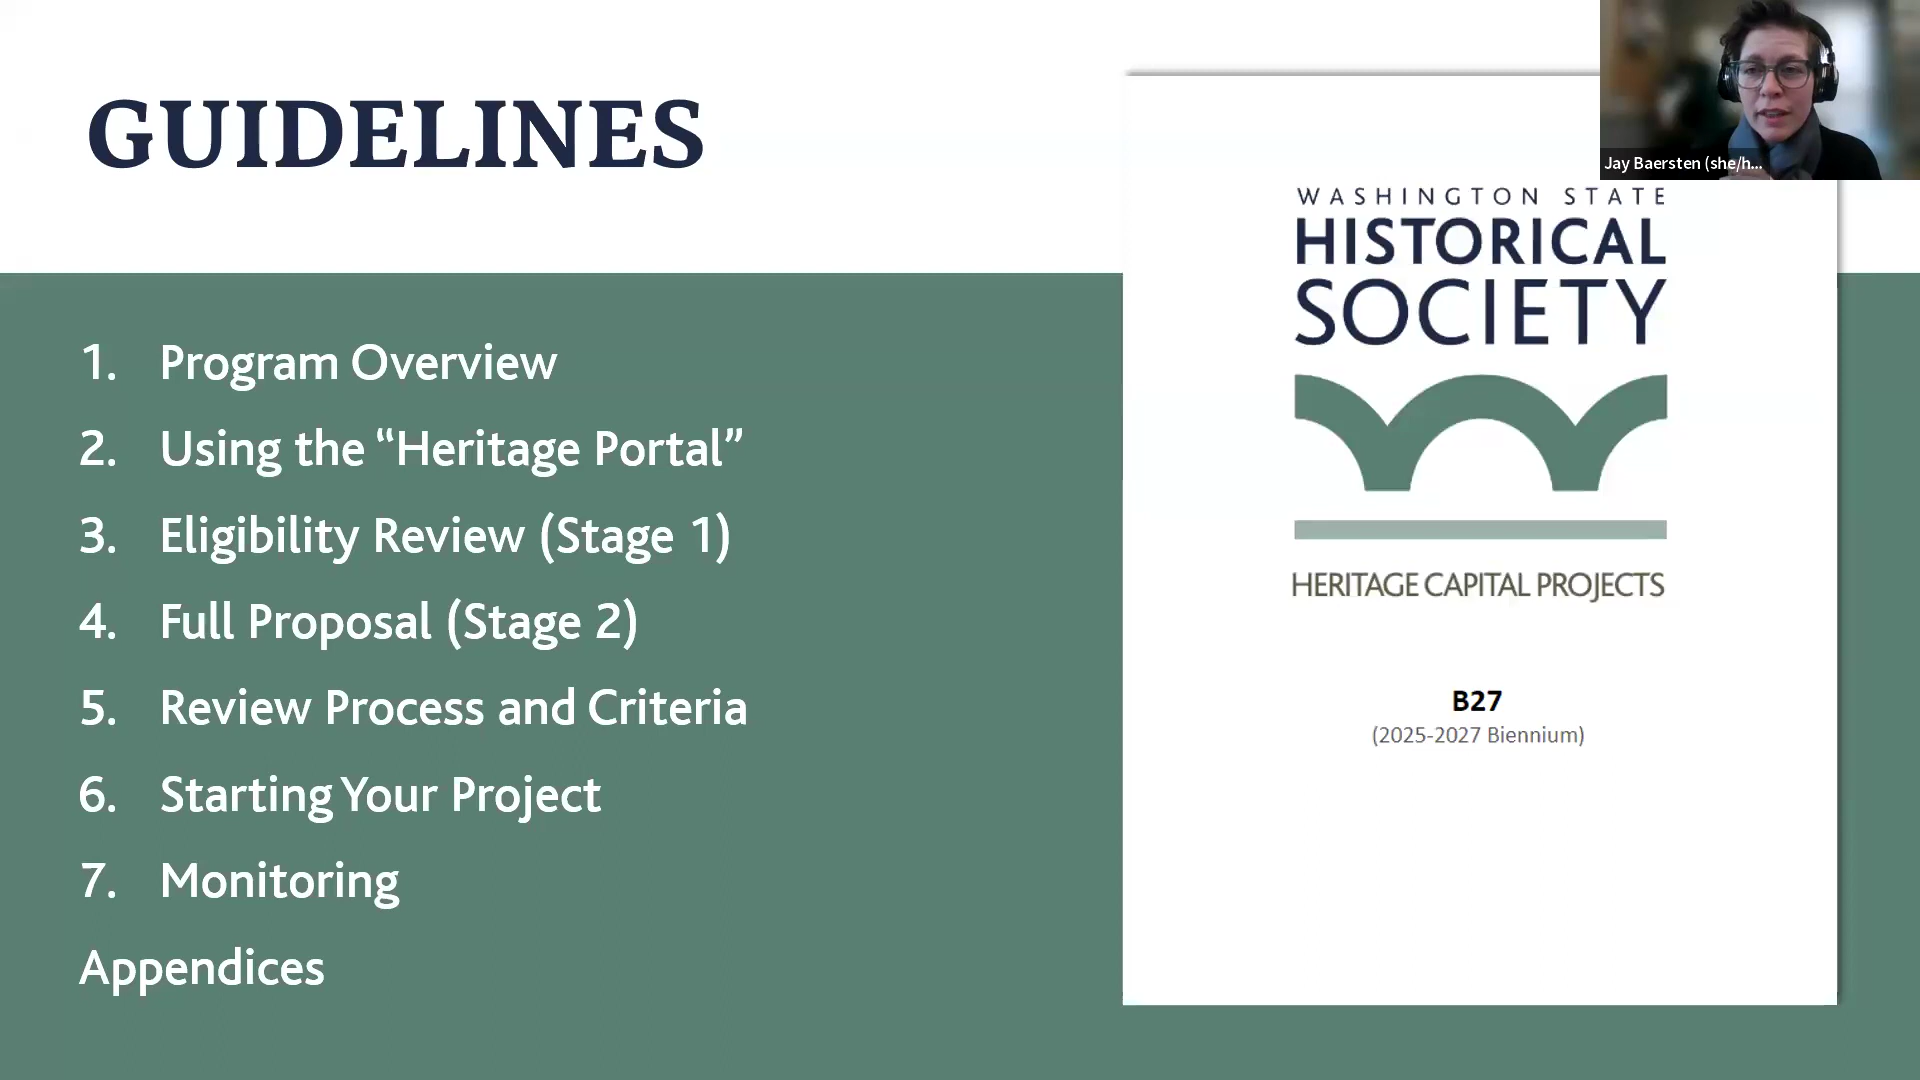 GUIDELINES
1. Program Overview
2. Using the “Heritage Portal”
3. Eligibility Review (Stage 1)
4. Full Proposal (Stage 2)
5. Review Process and Criteria
6. Starting Your Project
7. Monitoring
Appendices
WASHINGTON STATE
HISTORICAL
SOCIETY
HERITAGE CAPITAL PROJECTS
B27
(2025-2027 Biennium)
Jay Baersten (she/h...